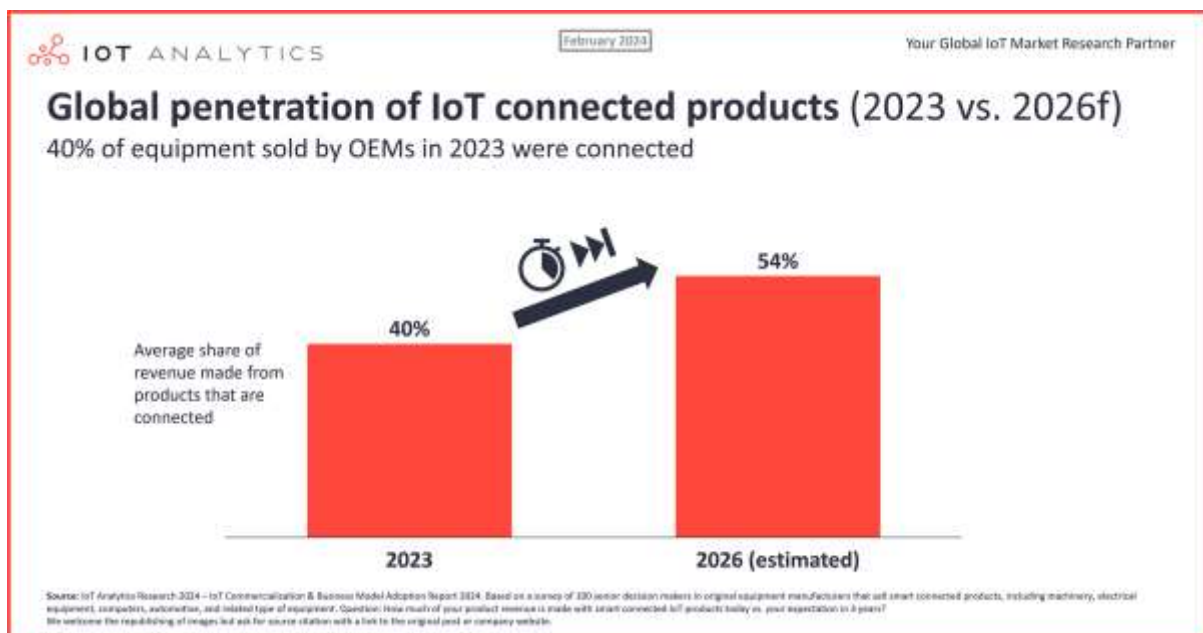 IOT ANALYTICS
February 2024
Your Global IoT Market Research Partner
Global penetration of IoT connected products (2023 vs. 2026f)
40% of equipment sold by OEMs in 2023 were connected
54%
40%
Average share of
revenue made from
products that are
connected
2023
2026 (estimated)
Source: IoT Analytics Research 2024 – IoT Commercialization & Business Model Adoption Report 2024. Based on a survey of 100 senior decision makers in original equipment manufacturers that sell smart connected products, including machinery, electrical
equipment, computers, automotive, and related type of equipment. Question: How much of your product revenue is made with smart connected IoT products today vs. your expectation in 3 years?
We welcome the republishing of images but ask for source citation with a link to the original post or company website.